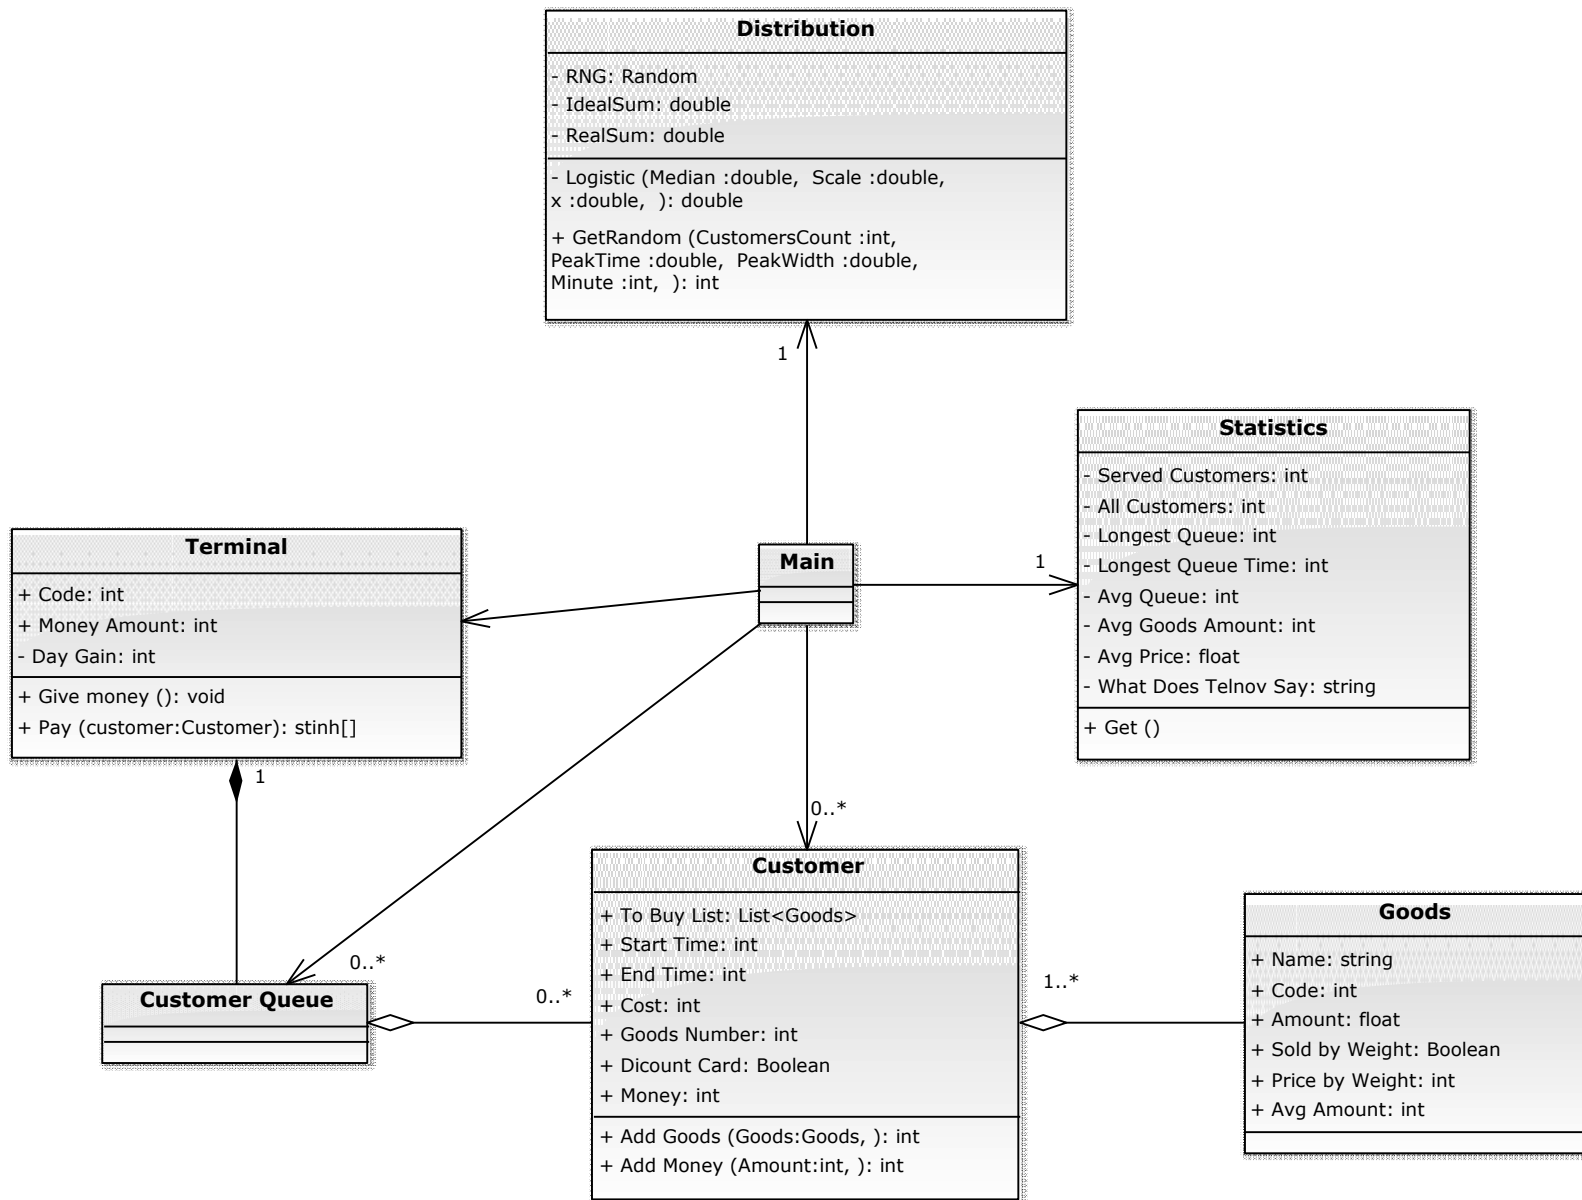 Distribution
- RNG: Random
- IdealSum: double
- RealSum: double
- Logistic (Median :double,  Scale :double,
x :double,  ): double
+ GetRandom (CustomersCount :int,
PeakTime :double,  PeakWidth :double,
Minute :int,  ): int
1
Statistics
- Served Customers: int
- All Customers: int
- Longest Queue: int
- Longest Queue Time: int
- Avg Queue: int
- Avg Goods Amount: int
- Avg Price: float
- What Does Telnov Say: string
+ Get ()
1
Main
Terminal
+ Code: int
+ Money Amount: int
- Day Gain: int
+ Give money (): void
+ Pay (customer:Customer): stinh[]
1
0..*
Customer
+ To Buy List: List<Goods>
+ Start Time: int
+ End Time: int
+ Cost: int
+ Goods Number: int
+ Dicount Card: Boolean
+ Money: int
+ Add Goods (Goods:Goods, ): int
+ Add Money (Amount:int, ): int
0..*
Customer Queue
0..*
1..*
Goods
+ Name: string
+ Code: int
+ Amount: float
+ Sold by Weight: Boolean
+ Price by Weight: int
+ Avg Amount: int